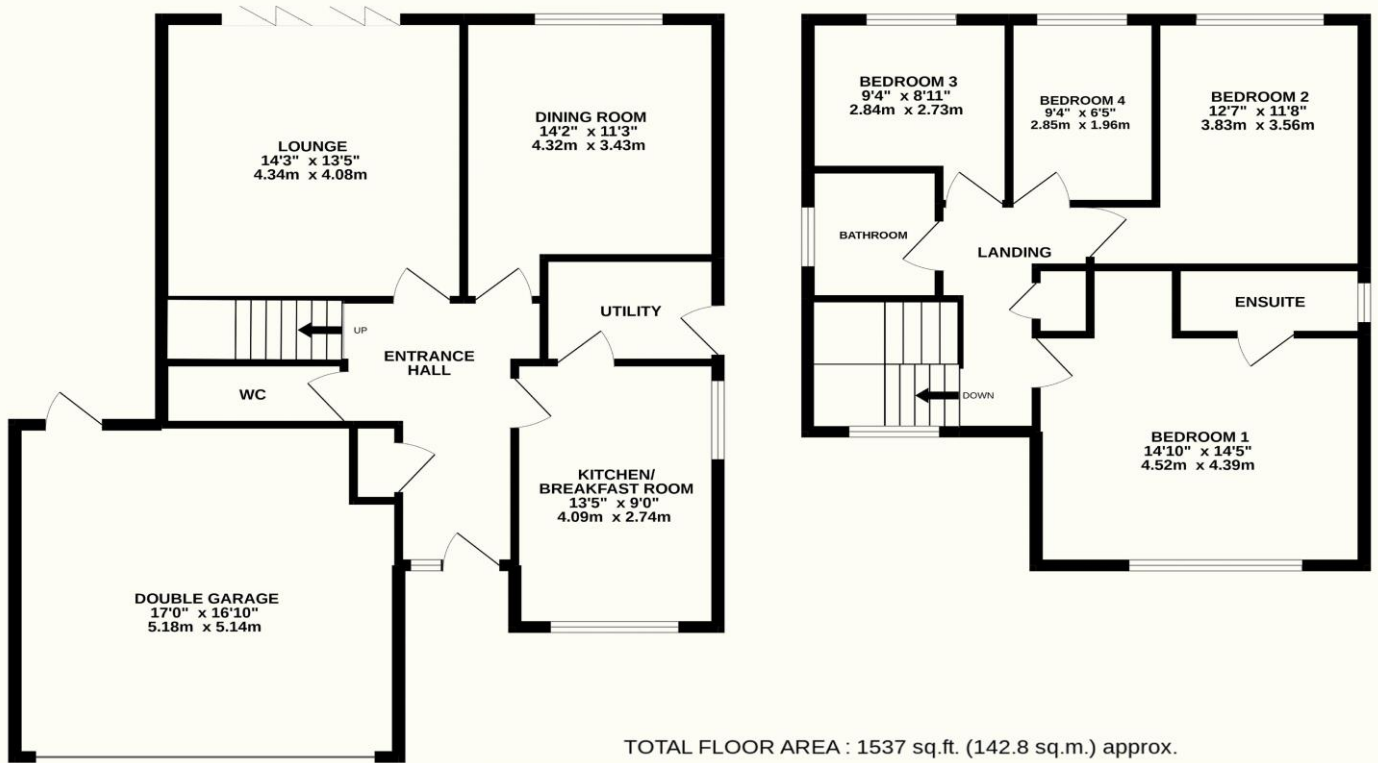 LOUNGE
14'3" x 13'5"
4.34m x 4.08m
DINING ROOM
14'2" x 11'3"
4.32m x 3.43m
UP
ENTRANCE
HALL
UTILITY
WC
KITCHEN/
BREAKFAST ROOM
13'5" x 9'0"
4.09m x 2.74m
DOUBLE GARAGE
17'0" x 16'10"
5.18m x 5.14m
BEDROOM 3
9'4" x 8'11"
2.84m x 2.73m
BEDROOM 4
9'4" x 6'5"
2.85m x 1.96m
BEDROOM 2
12'7" x 11'8"
3.83m x 3.56m
BATHROOM
LANDING
ENSUITE
DOWN
BEDROOM 1
14'10" x 14'5"
4.52m x 4.39m
TOTAL FLOOR AREA : 1537 sq.ft. (142.8 sq.m.) approx.